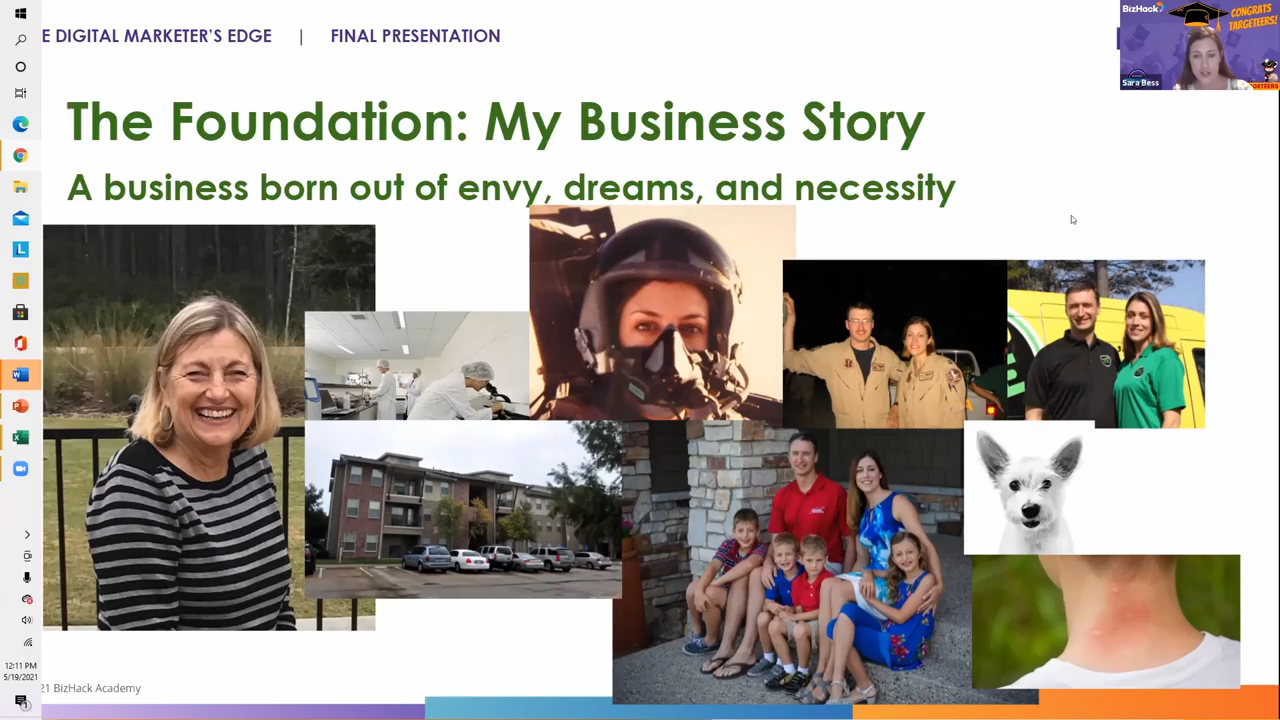 E DIGITAL MARKETER'S EDGE | FINAL PRESENTATION
BizHack
CONGRATS
TARGETEERS!
Sara Bess
GETEERS
The Foundation: My Business Story
A business born out of envy, dreams, and necessity
12:11 PM
5/19/2021
21 BizHack Academy